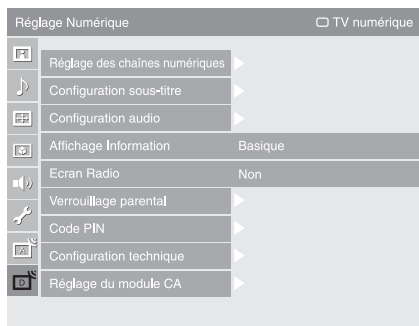 Réglage Numérique TV numérique
Réglage des chaînes numériques
Configuration sous-titre
Configuration audio
Affichage Information Basique
Ecran Radio Non
Verrouillage parental
Code PIN
A
Configuration technique
D
Réglage du module CA